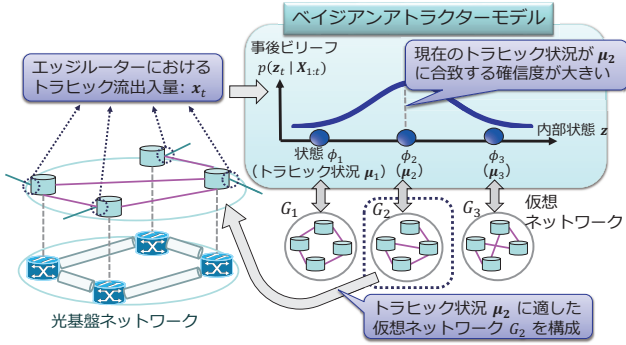 ベイジアンアトラクターモデル
エッジルーターにおける
トラヒック流出入量: x_t
事後ビリーフ
p(z_t | X_{1:t})
現在のトラヒック状況が μ_2
に合致する確信度が大きい
内部状態 z
状態 ϕ_1
(トラヒック状況 μ_1)
ϕ_2
(μ_2)
ϕ_3
(μ_3)
G_1
G_2
G_3
仮想
ネットワーク
光基盤ネットワーク
トラヒック状況 μ_2 に適した
仮想ネットワーク G_2 を構成